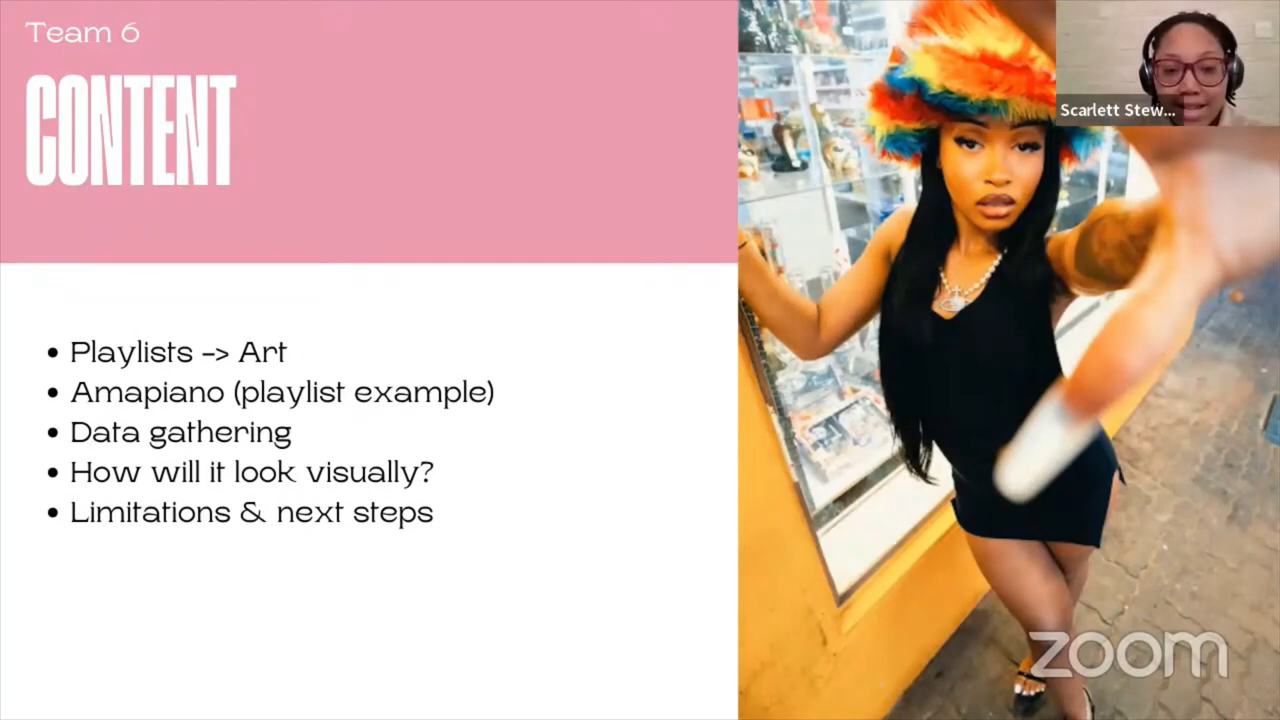 Team 6
CONTENT
Scarlett Stew...
• Playlists -> Art
• Amapiano (playlist example)
• Data gathering
• How will it look visually?
• Limitations & next steps
zoom